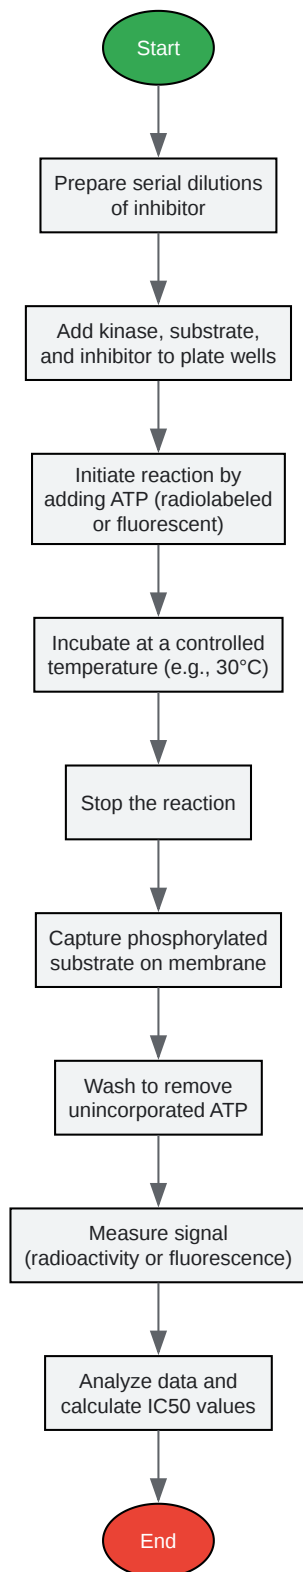 Start
Prepare serial dilutions
of inhibitor
Add kinase, substrate,
and inhibitor to plate wells
Initiate reaction by
adding ATP (radiolabeled
or fluorescent)
Incubate at a controlled
temperature (e.g., 30°C)
Stop the reaction
Capture phosphorylated
substrate on membrane
Wash to remove
unincorporated ATP
Measure signal
(radioactivity or fluorescence)
Analyze data and
calculate IC50 values
End